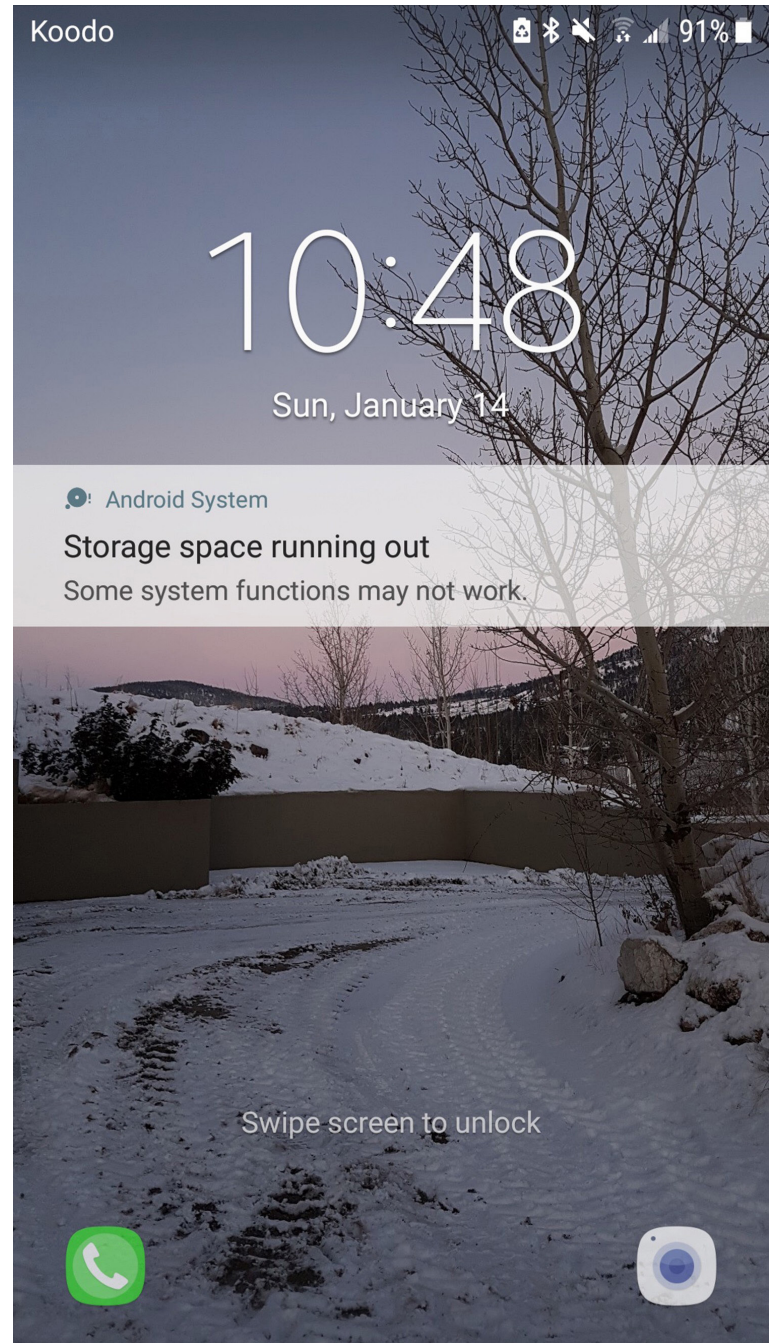 Koodo
91%
10:48
Sun, January 14
Android System
Storage space running out
Some system functions may not work.
Swipe screen to unlock